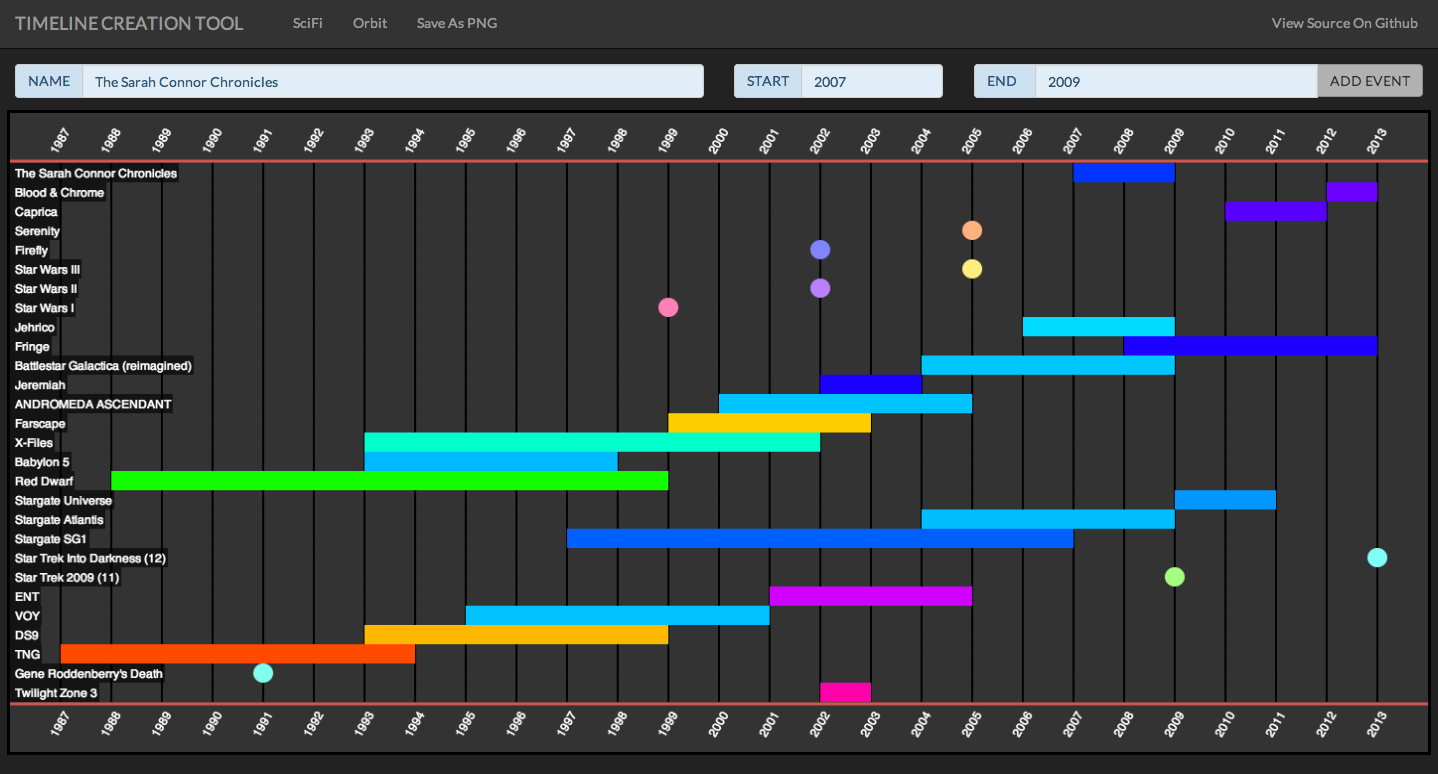 TIMELINE CREATION TOOL SciFi Orbit Save As PNG View Source On Github
NAME The Sarah Connor Chronicles START 2007 END 2009 ADD EVENT
1987 1988 1989 1990 1991 1992 1993 1994 1995 1996 1997 1998 1999 2000 2001 2002 2003 2004 2005 2006 2007 2008 2009 2010 2011 2012 2013
The Sarah Connor Chronicles
Blood & Chrome
Caprica
Serenity
Firefly
Star Wars III
Star Wars II
Star Wars I
Jehrico
Fringe
Battlestar Galactica (reimagined)
Jeremiah
ANDROMEDA ASCENDANT
Farscape
X-Files
Babylon 5
Red Dwarf
Stargate Universe
Stargate Atlantis
Stargate SG1
Star Trek Into Darkness (12)
Star Trek 2009 (11)
ENT
VOY
DS9
TNG
Gene Roddenberry's Death
Twilight Zone 3
1987 1988 1989 1990 1991 1992 1993 1994 1995 1996 1997 1998 1999 2000 2001 2002 2003 2004 2005 2006 2007 2008 2009 2010 2011 2012 2013